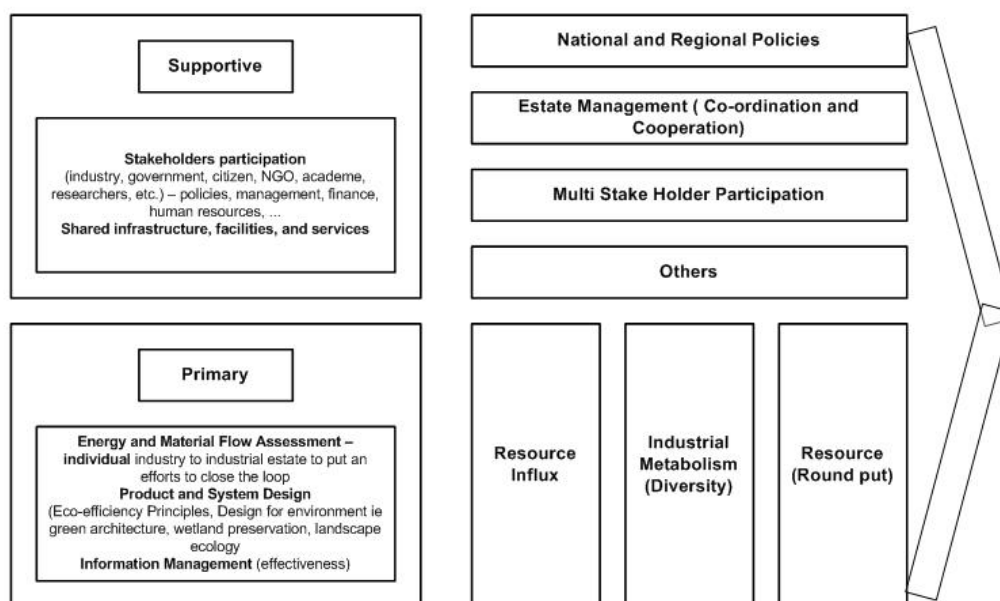 Supportive
Stakeholders participation
(industry, government, citizen, NGO, academe,
researchers, etc.) – policies, management, finance,
human resources, ...
Shared infrastructure, facilities, and services
National and Regional Policies
Estate Management ( Co-ordination and
Cooperation)
Multi Stake Holder Participation
Others
Primary
Energy and Material Flow Assessment –
individual industry to industrial estate to put an
efforts to close the loop
Product and System Design
(Eco-efficiency Principles, Design for environment ie
green architecture, wetland preservation, landscape
ecology
Information Management (effectiveness)
Resource
Influx
Industrial
Metabolism
(Diversity)
Resource
(Round put)